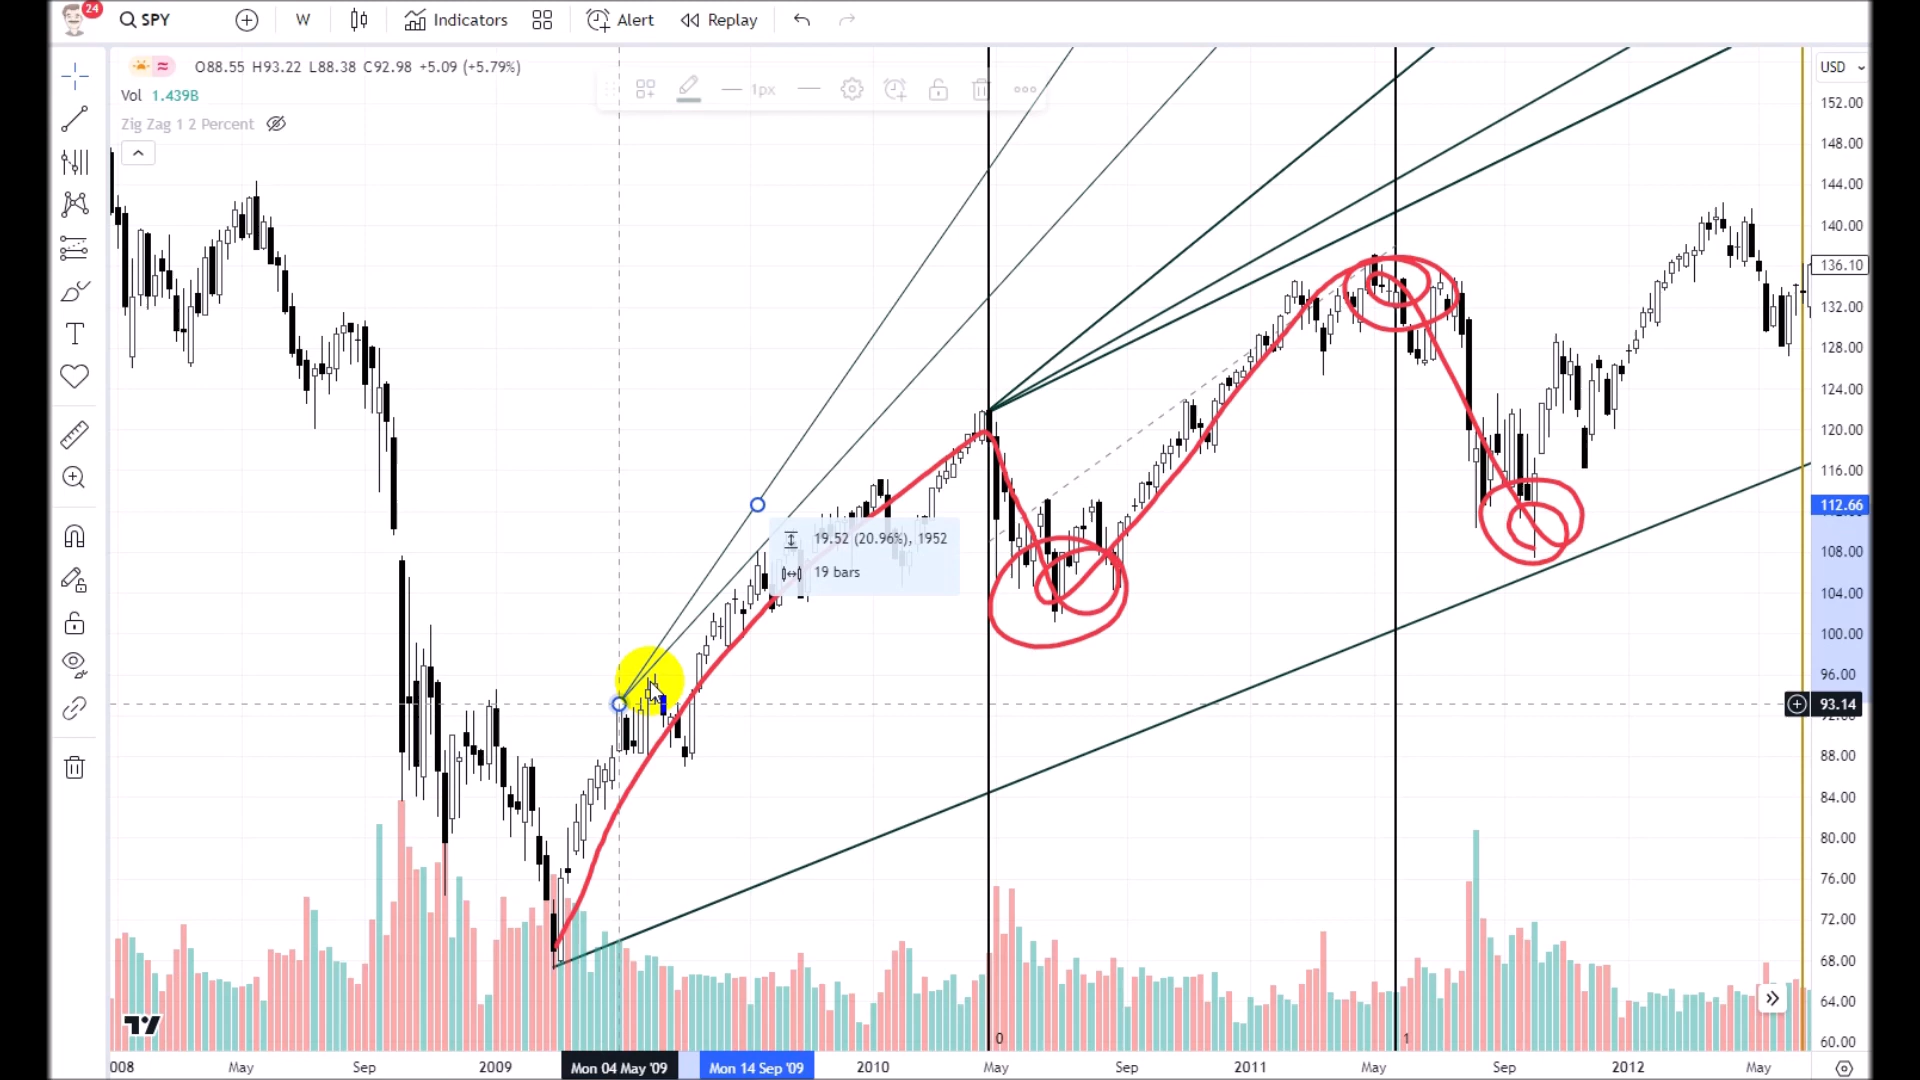 24
SPY
W
Indicators
Alert
Replay
O88.55 H93.22 L88.38 C92.98 +5.09 (+5.79%)
Vol 1.439B
Zig Zag 1 2 Percent
1px
USD
152.00
148.00
144.00
140.00
136.10
132.00
128.00
124.00
120.00
116.00
112.66
108.00
104.00
100.00
96.00
93.14
92.00
88.00
84.00
80.00
76.00
72.00
68.00
64.00
60.00
19.52 (20.96%), 1952
19 bars
0
1
008
May
Sep
2009
Mon 04 May '09
Mon 14 Sep '09
2010
May
Sep
2011
May
Sep
2012
May